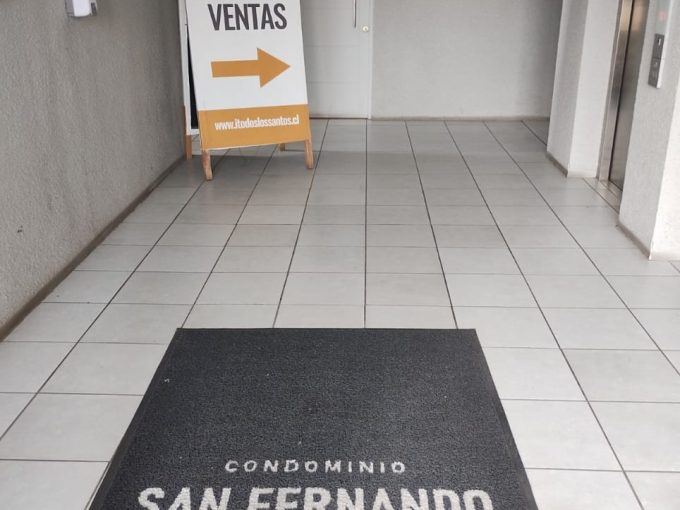 VENTAS
www.itodoslossantos.cl
CONDOMINIO
SAN FERNANDO